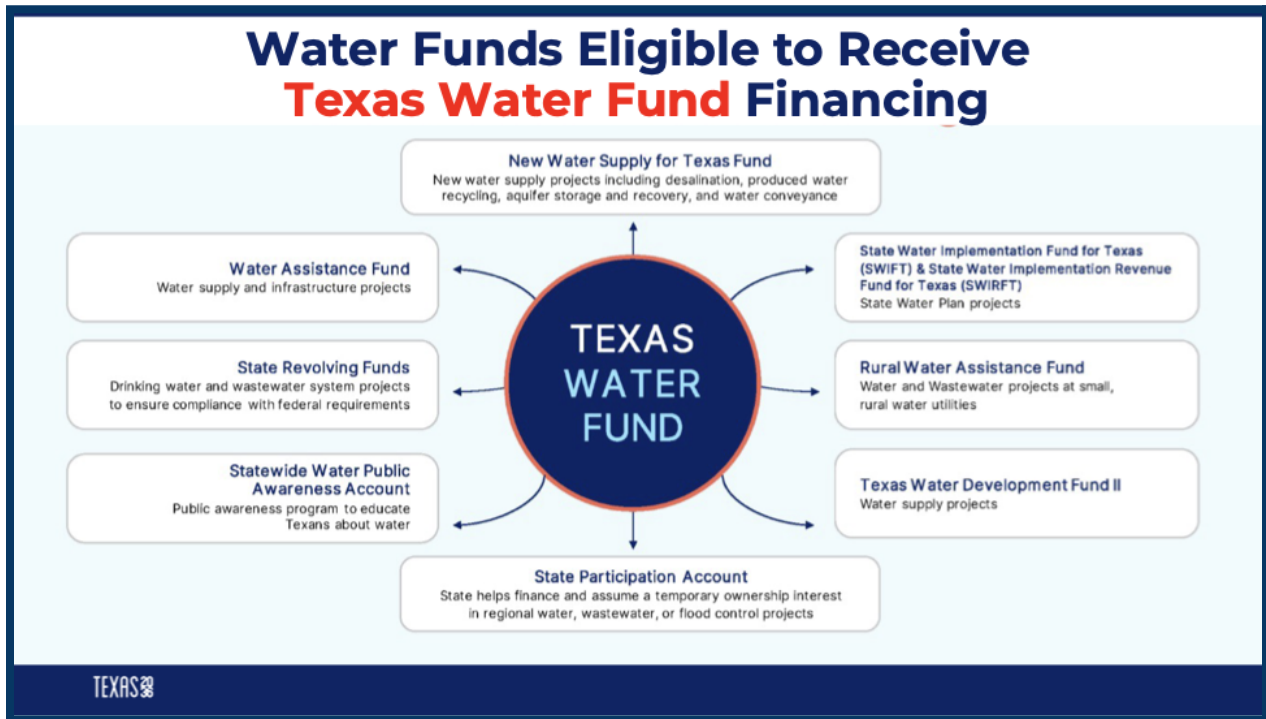 Water Funds Eligible to Receive
Texas Water Fund Financing
New Water Supply for Texas Fund
New water supply projects including desalination, produced water
recycling, aquifer storage and recovery, and water conveyance
Water Assistance Fund
Water supply and infrastructure projects
State Revolving Funds
Drinking water and wastewater system projects
to ensure compliance with federal requirements
Statewide Water Public
Awareness Account
Public awareness program to educate
Texans about water
TEXAS
WATER
FUND
State Water Implementation Fund for Texas
(SWIFT) & State Water Implementation Revenue
Fund for Texas (SWIRFT)
State Water Plan projects
Rural Water Assistance Fund
Water and Wastewater projects at small,
rural water utilities
Texas Water Development Fund II
Water supply projects
State Participation Account
State helps finance and assume a temporary ownership interest
in regional water, wastewater, or flood control projects
TEXAS 2036